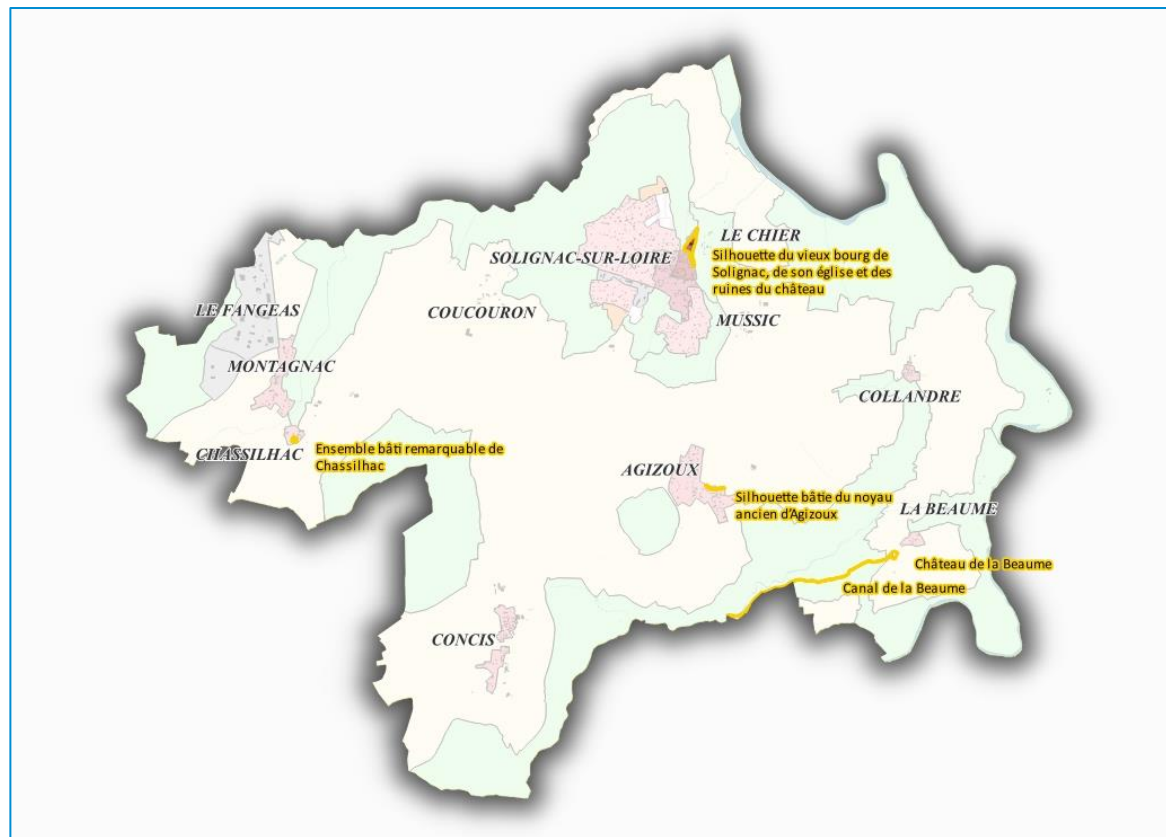 LE CHIER
Silhouette du vieux bourg de
Solignac, de son église et des
ruines du château
SOLIGNAC-SUR-LOIRE
LE FANGEAS
COUCOURON
MUSSIC
MONTAGNAC
COLLANDRE
CHASSILHAC
Ensemble bâti remarquable de
Chassilhac
AGIZOUX
Silhouette bâtie du noyau
ancien d'Agizoux
LA BEAUME
Château de la Beaume
Canal de la Beaume
CONCIS